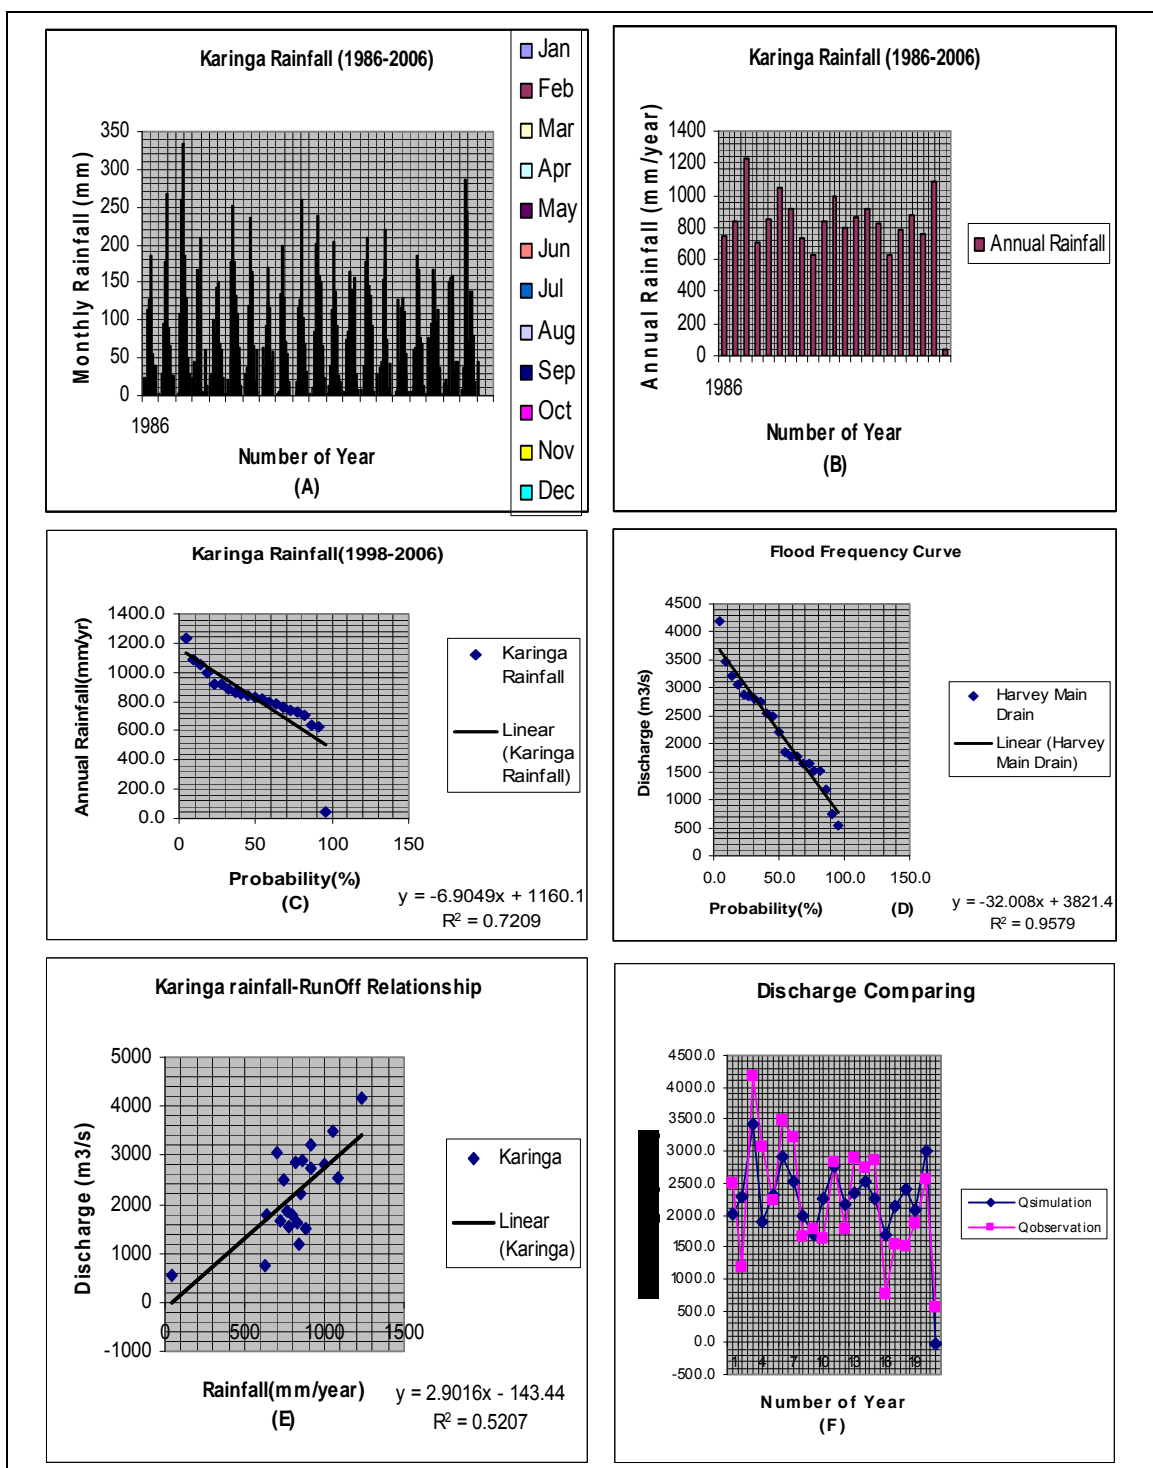 Karinga Rainfall (1986-2006)
Monthly Rainfall (mm)
350
300
250
200
150
100
50
0
1986
Number of Year
(A)
Jan
Feb
Mar
Apr
May
Jun
Jul
Aug
Sep
Oct
Nov
Dec
Karinga Rainfall (1986-2006)
Annual Rainfall (mm/year)
1400
1200
1000
800
600
400
200
0
1986
Number of Year
(B)
Annual Rainfall
Karinga Rainfall(1998-2006)
Annual Rainfall(mm/yr)
1400.0
1200.0
1000.0
800.0
600.0
400.0
200.0
0.0
0 50 100 150
Probability(%)
(C)
y = -6.9049x + 1160.1
R² = 0.7209
Karinga
Rainfall
Linear
(Karinga
Rainfall)
Flood Frequency Curve
Discharge (m3/s)
4500
4000
3500
3000
2500
2000
1500
1000
500
0
0.0 50.0 100.0 150.0
Probability(%) (D)
y = -32.008x + 3821.4
R² = 0.9579
Harvey Main
Drain
Linear (Harvey
Main Drain)
Karinga rainfall-RunOff Relationship
Discharge (m3/s)
5000
4000
3000
2000
1000
0
-1000
0 500 1000 1500
Rainfall(mm/year)
(E)
y = 2.9016x - 143.44
R² = 0.5207
Karinga
Linear
(Karinga)
Discharge Comparing
4500.0
4000.0
3500.0
3000.0
2500.0
2000.0
1500.0
1000.0
500.0
0.0
-500.0
1 4 7 10 13 16 19
Number of Year
(F)
Qsimulation
Qobservation